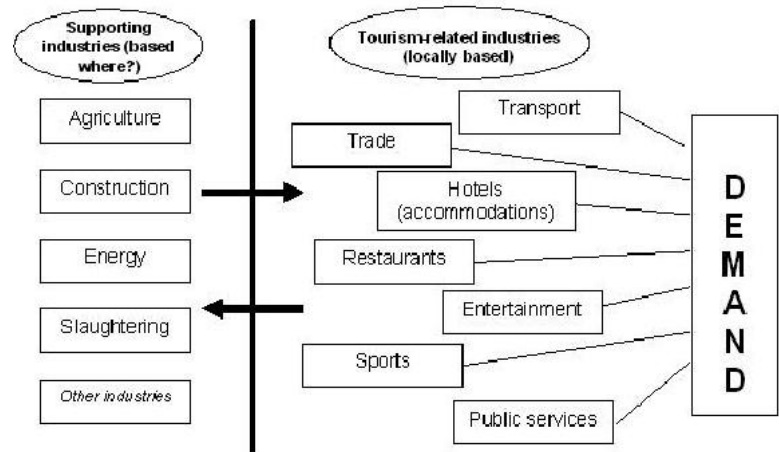 Supporting
industries (based
where?)
Agriculture
Construction
Energy
Slaughtering
Other industries
Tourism-related industries
(locally based)
Transport
Trade
Hotels
(accommodations)
Restaurants
Entertainment
Sports
Public services
D
E
M
A
N
D